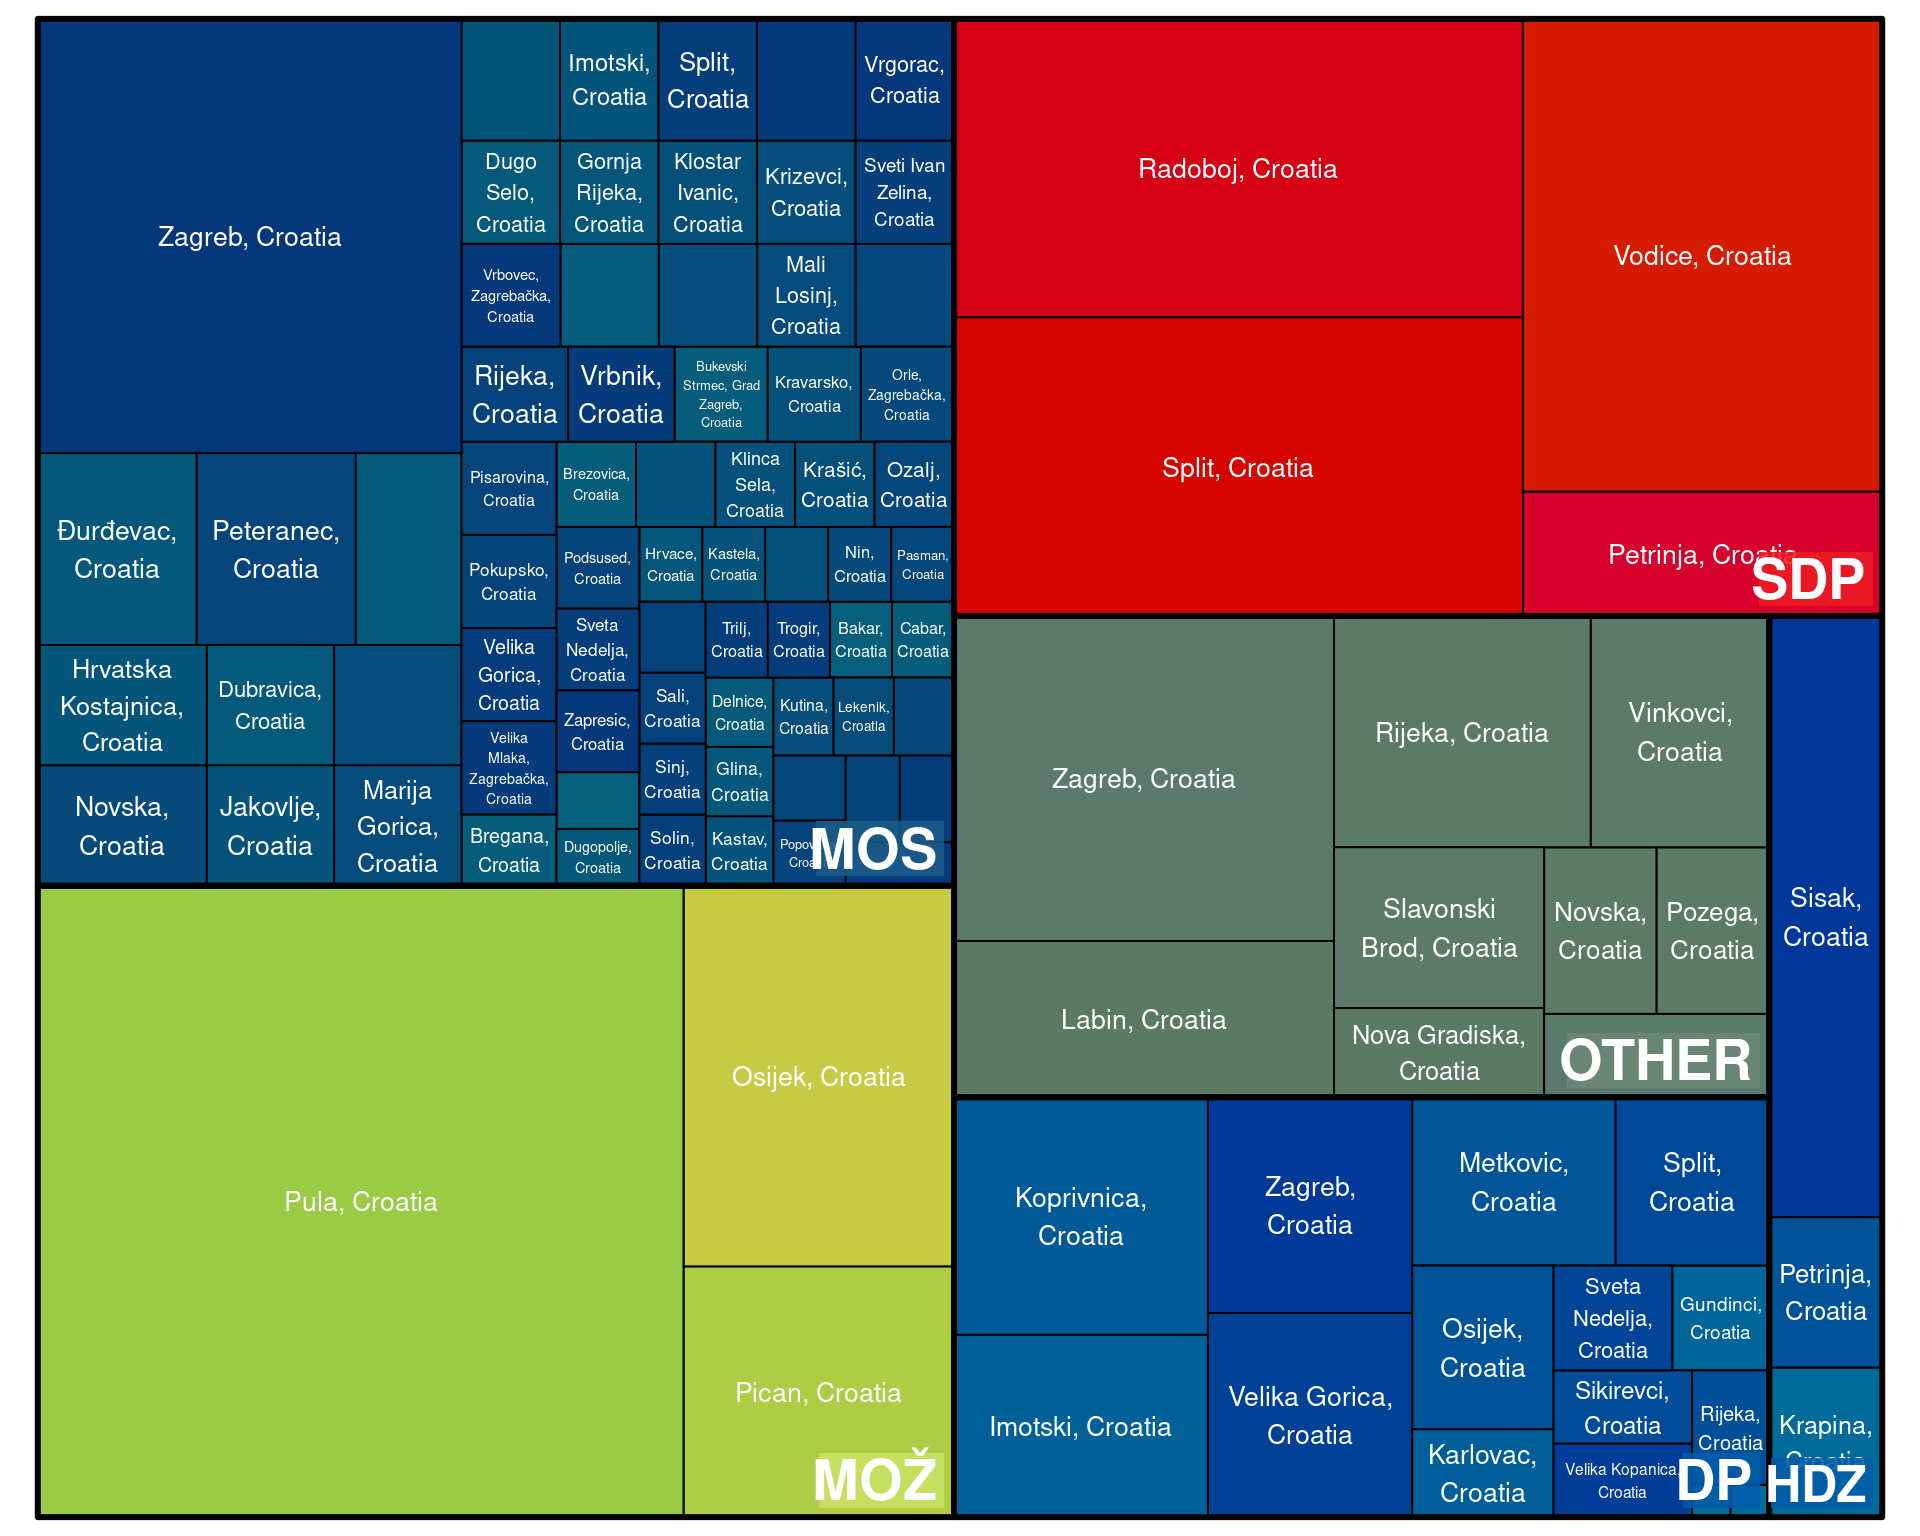 Zagreb, Croatia
Imotski,
Croatia
Split,
Croatia
Vrgorac,
Croatia
Dugo
Selo,
Croatia
Gornja
Rijeka,
Croatia
Klostar
Ivanic,
Croatia
Krizevci,
Croatia
Sveti Ivan
Zelina,
Croatia
Vrbovec,
Zagrebačka,
Croatia
Mali
Losinj,
Croatia
Rijeka,
Croatia
Vrbnik,
Croatia
Bukevski
Strmec, Grad
Zagreb,
Croatia
Kravarsko,
Croatia
Orle,
Zagrebačka,
Croatia
Đurđevac,
Croatia
Peteranec,
Croatia
Hrvatska
Kostajnica,
Croatia
Dubravica,
Croatia
Novska,
Croatia
Jakovlje,
Croatia
Marija
Gorica,
Croatia
Pisarovina,
Croatia
Brezovica,
Croatia
Klinca
Sela,
Croatia
Krašić,
Croatia
Ozalj,
Croatia
Pokupsko,
Croatia
Podsused,
Croatia
Hrvace,
Croatia
Kastela,
Croatia
Nin,
Croatia
Pasman,
Croatia
Velika
Gorica,
Croatia
Sveta
Nedelja,
Croatia
Trilj,
Croatia
Trogir,
Croatia
Bakar,
Croatia
Cabar,
Croatia
Zapresic,
Croatia
Sali,
Croatia
Delnice,
Croatia
Kutina,
Croatia
Lekenik,
Croatia
Velika
Mlaka,
Zagrebačka,
Croatia
Sinj,
Croatia
Glina,
Croatia
Bregana,
Croatia
Dugopolje,
Croatia
Solin,
Croatia
Kastav,
Croatia
MOS
Pula, Croatia
Osijek, Croatia
Pican, Croatia
MOŽ
Radoboj, Croatia
Split, Croatia
Vodice, Croatia
Petrinja, Croatia
SDP
Zagreb, Croatia
Labin, Croatia
Rijeka, Croatia
Vinkovci,
Croatia
Slavonski
Brod, Croatia
Novska,
Croatia
Pozega,
Croatia
Nova Gradiska,
Croatia
OTHER
Koprivnica,
Croatia
Imotski, Croatia
Zagreb,
Croatia
Velika Gorica,
Croatia
Metkovic,
Croatia
Split,
Croatia
Osijek,
Croatia
Karlovac,
Croatia
Sveta
Nedelja,
Croatia
Gundinci,
Croatia
Sikirevci,
Croatia
Rijeka,
Croatia
Velika Kopanica,
Croatia
DP
Sisak,
Croatia
Petrinja,
Croatia
Krapina,
Croatia
HDZ